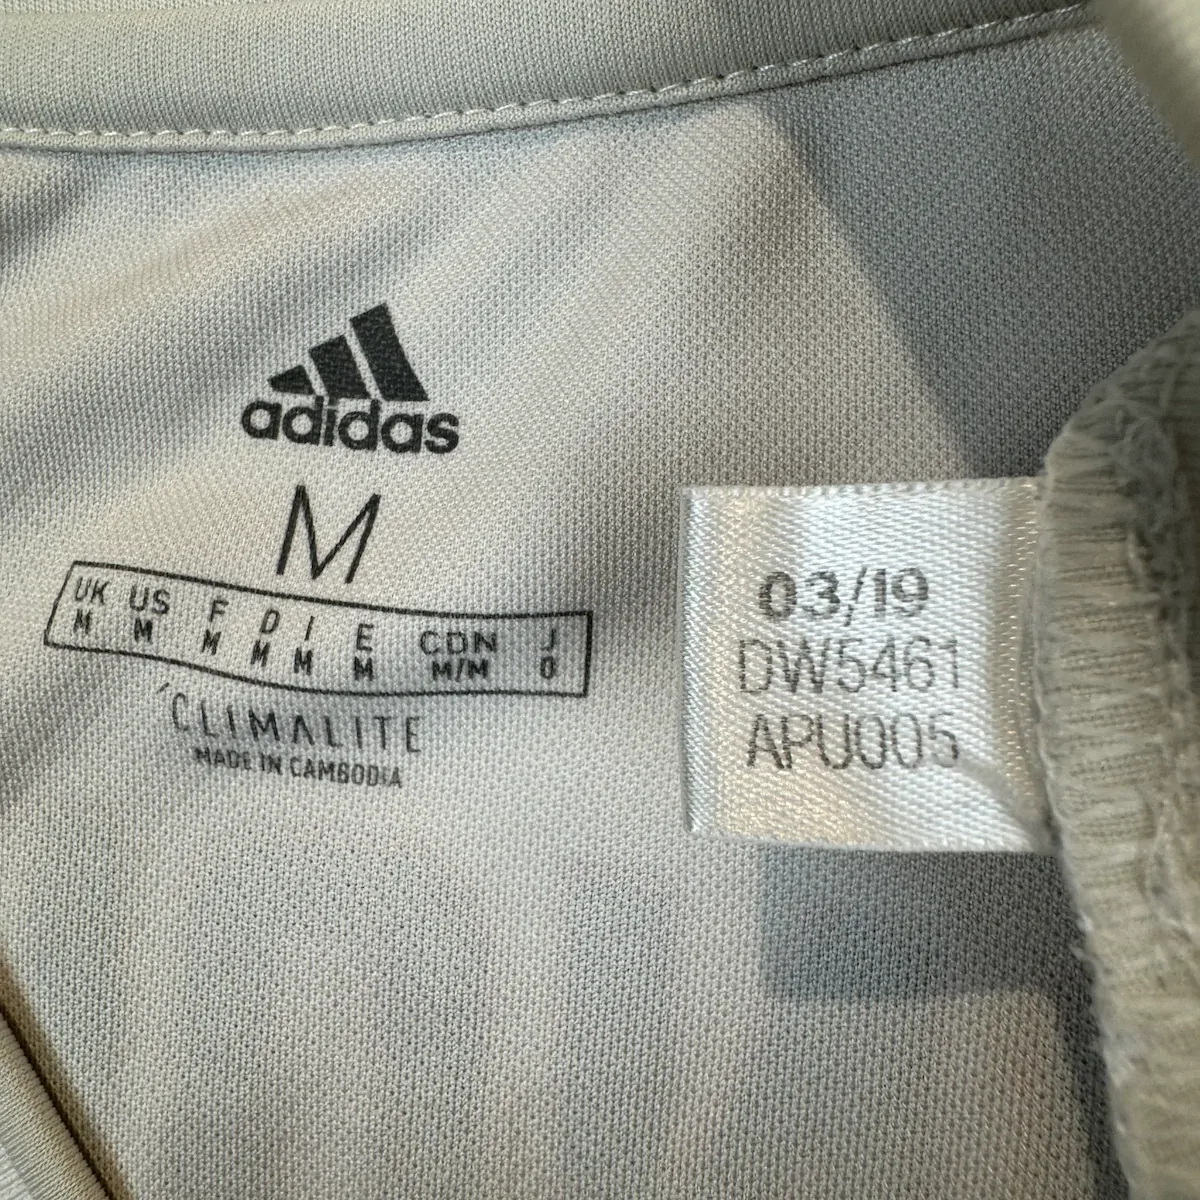 adidas
M
UK US F D I E CDN J
M M M M M M M/M O
CLIMALITE
MADE IN CAMBODIA
03/19
DW5461
APU005